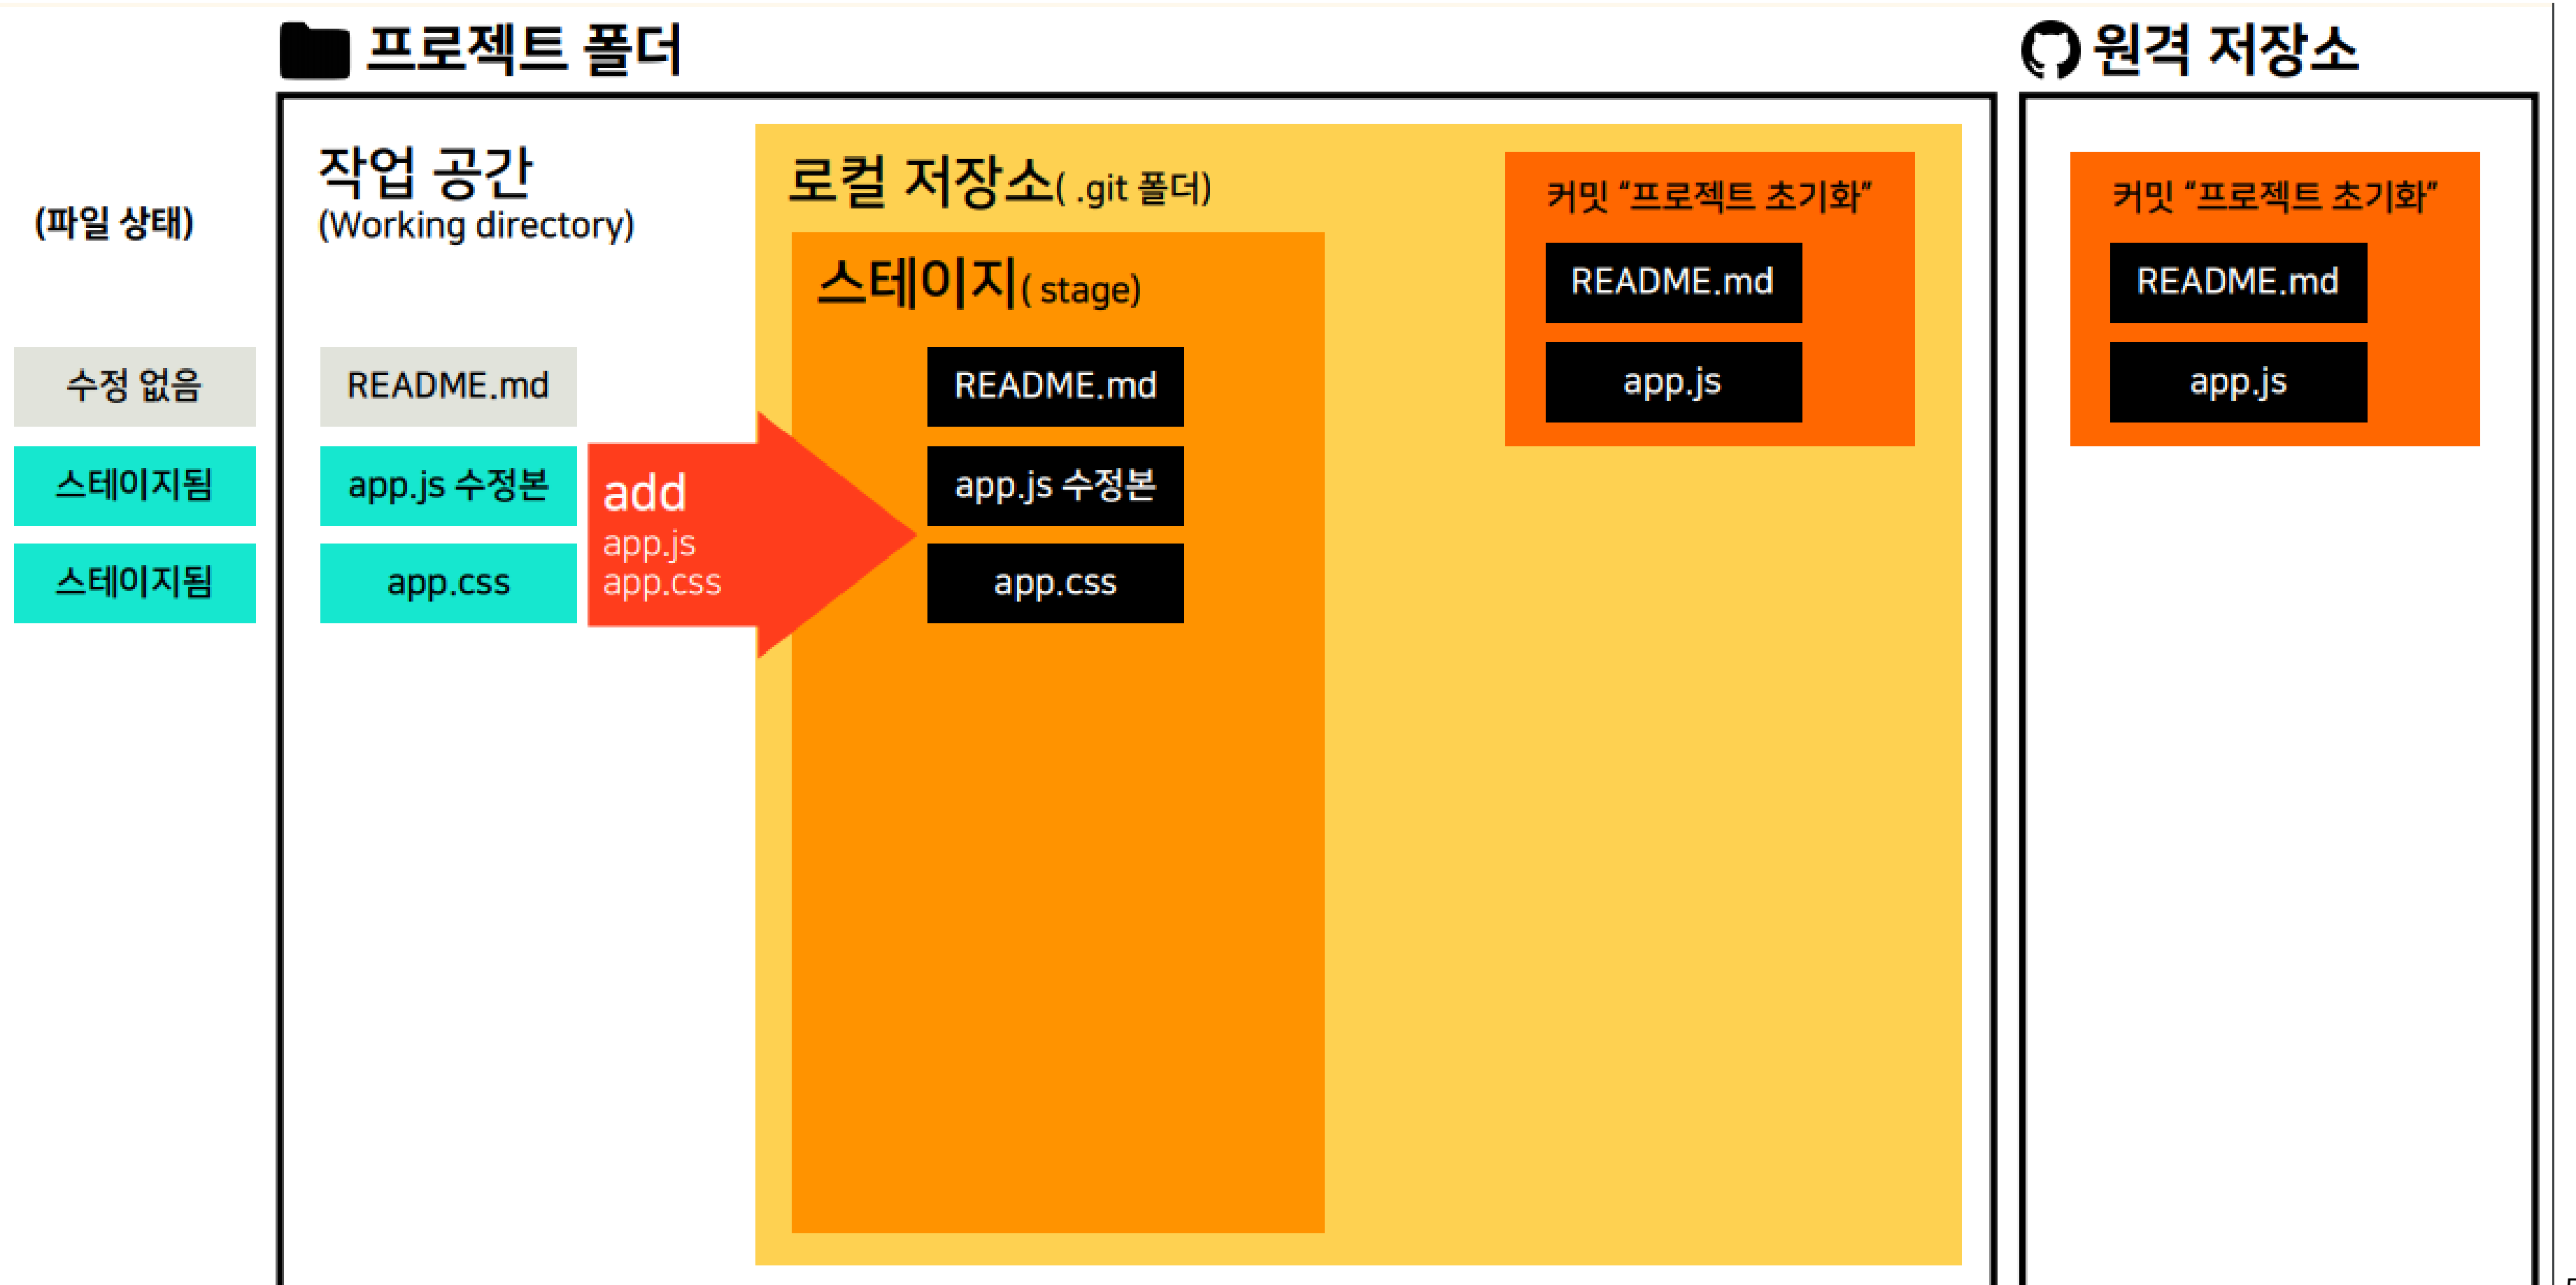 프로젝트 폴더
원격 저장소
(파일 상태)
작업 공간
(Working directory)
로컬 저장소( .git 폴더)
스테이지( stage)
커밋 “프로젝트 초기화”
README.md
app.js
커밋 “프로젝트 초기화”
README.md
app.js
수정 없음
README.md
README.md
스테이지됨
app.js 수정본
add
app.js
app.css
app.js 수정본
스테이지됨
app.css
app.css